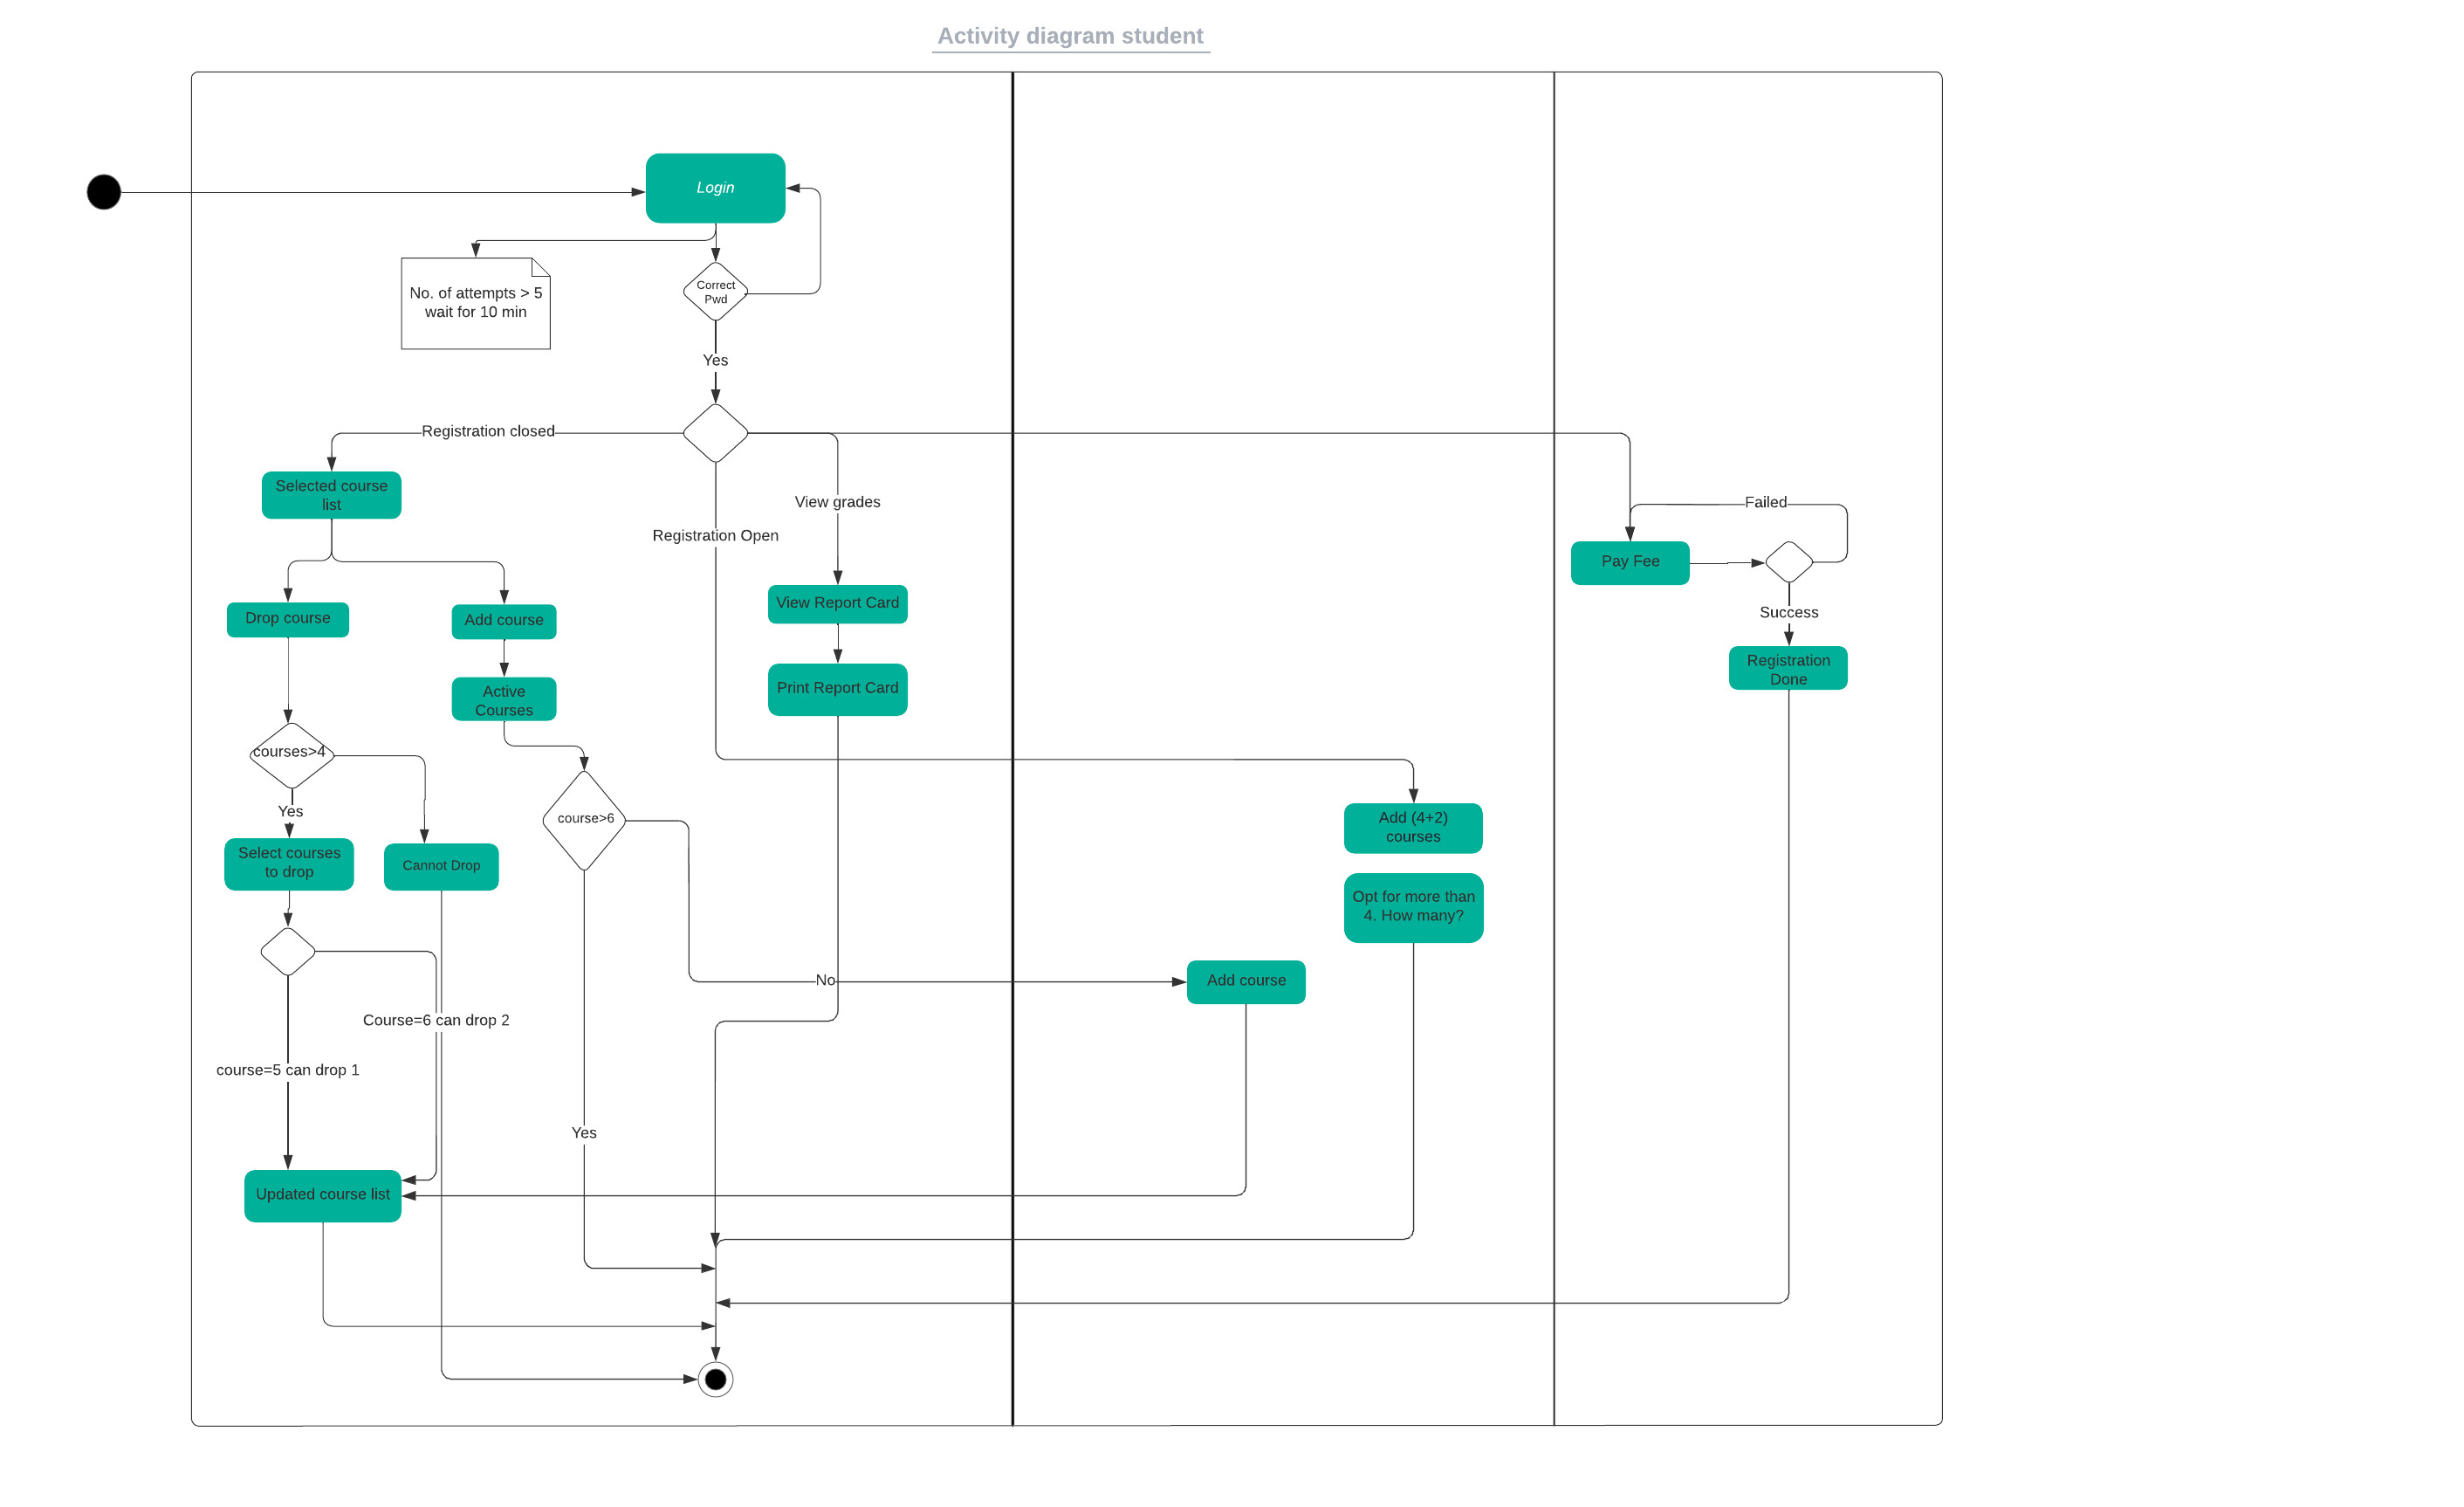 Activity diagram student
Login
No. of attempts > 5
wait for 10 min
Correct
Pwd
Yes
Registration closed
Selected course
list
View grades
Failed
Registration Open
Pay Fee
View Report Card
Success
Drop course
Add course
Registration
Done
Print Report Card
Active
Courses
courses>4
Yes
course>6
Add (4+2)
courses
Select courses
to drop
Cannot Drop
Opt for more than
4. How many?
No
Add course
Course=6 can drop 2
course=5 can drop 1
Yes
Updated course list